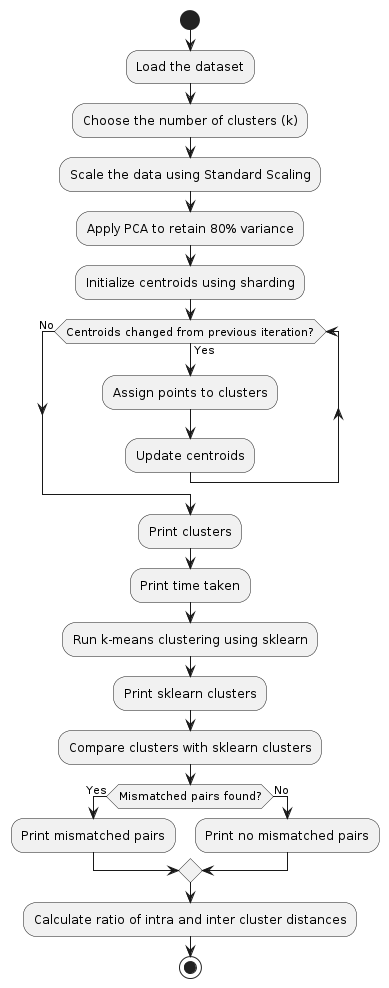 Load the dataset
Choose the number of clusters (k)
Scale the data using Standard Scaling
Apply PCA to retain 80% variance
Initialize centroids using sharding
No
Centroids changed from previous iteration?
Yes
Assign points to clusters
Update centroids
Print clusters
Print time taken
Run k-means clustering using sklearn
Print sklearn clusters
Compare clusters with sklearn clusters
Yes
Mismatched pairs found?
No
Print mismatched pairs
Print no mismatched pairs
Calculate ratio of intra and inter cluster distances